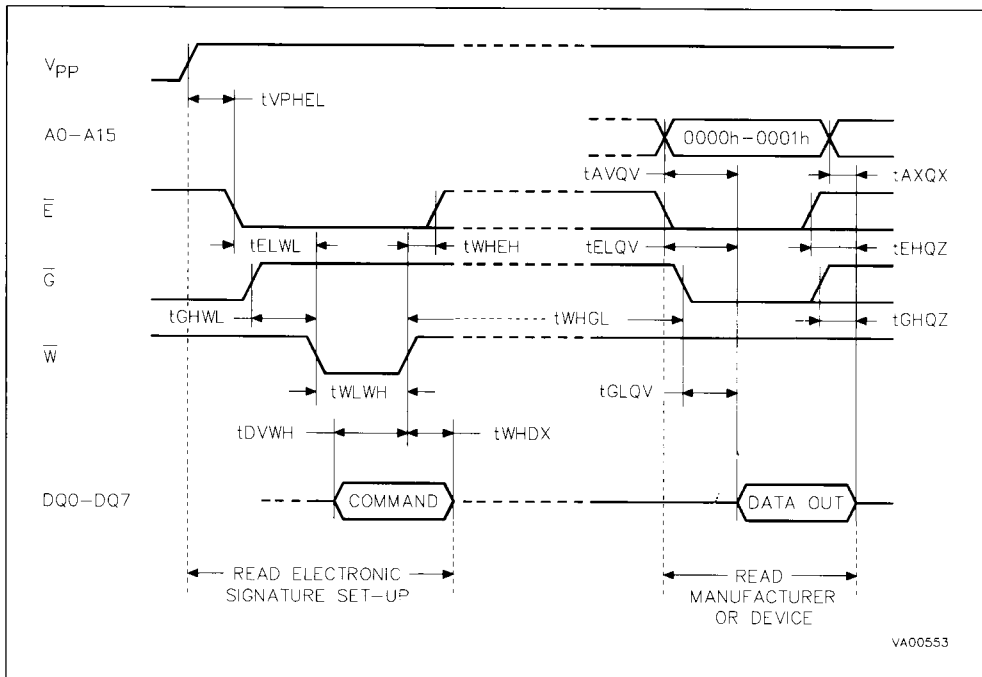 VPP
tVPHEL
A0-A15
0000h-0001h
tAVQV
tAXQX
E
tELWL
tWHEH
tELQV
tEHQZ
G
tGHWL
tWHGL
tGHQZ
W
tWLWH
tGLQV
tDVWH
tWHDX
DQ0-DQ7
COMMAND
DATA OUT
READ ELECTRONIC
SIGNATURE SET-UP
READ
MANUFACTURER
OR DEVICE
VA00553